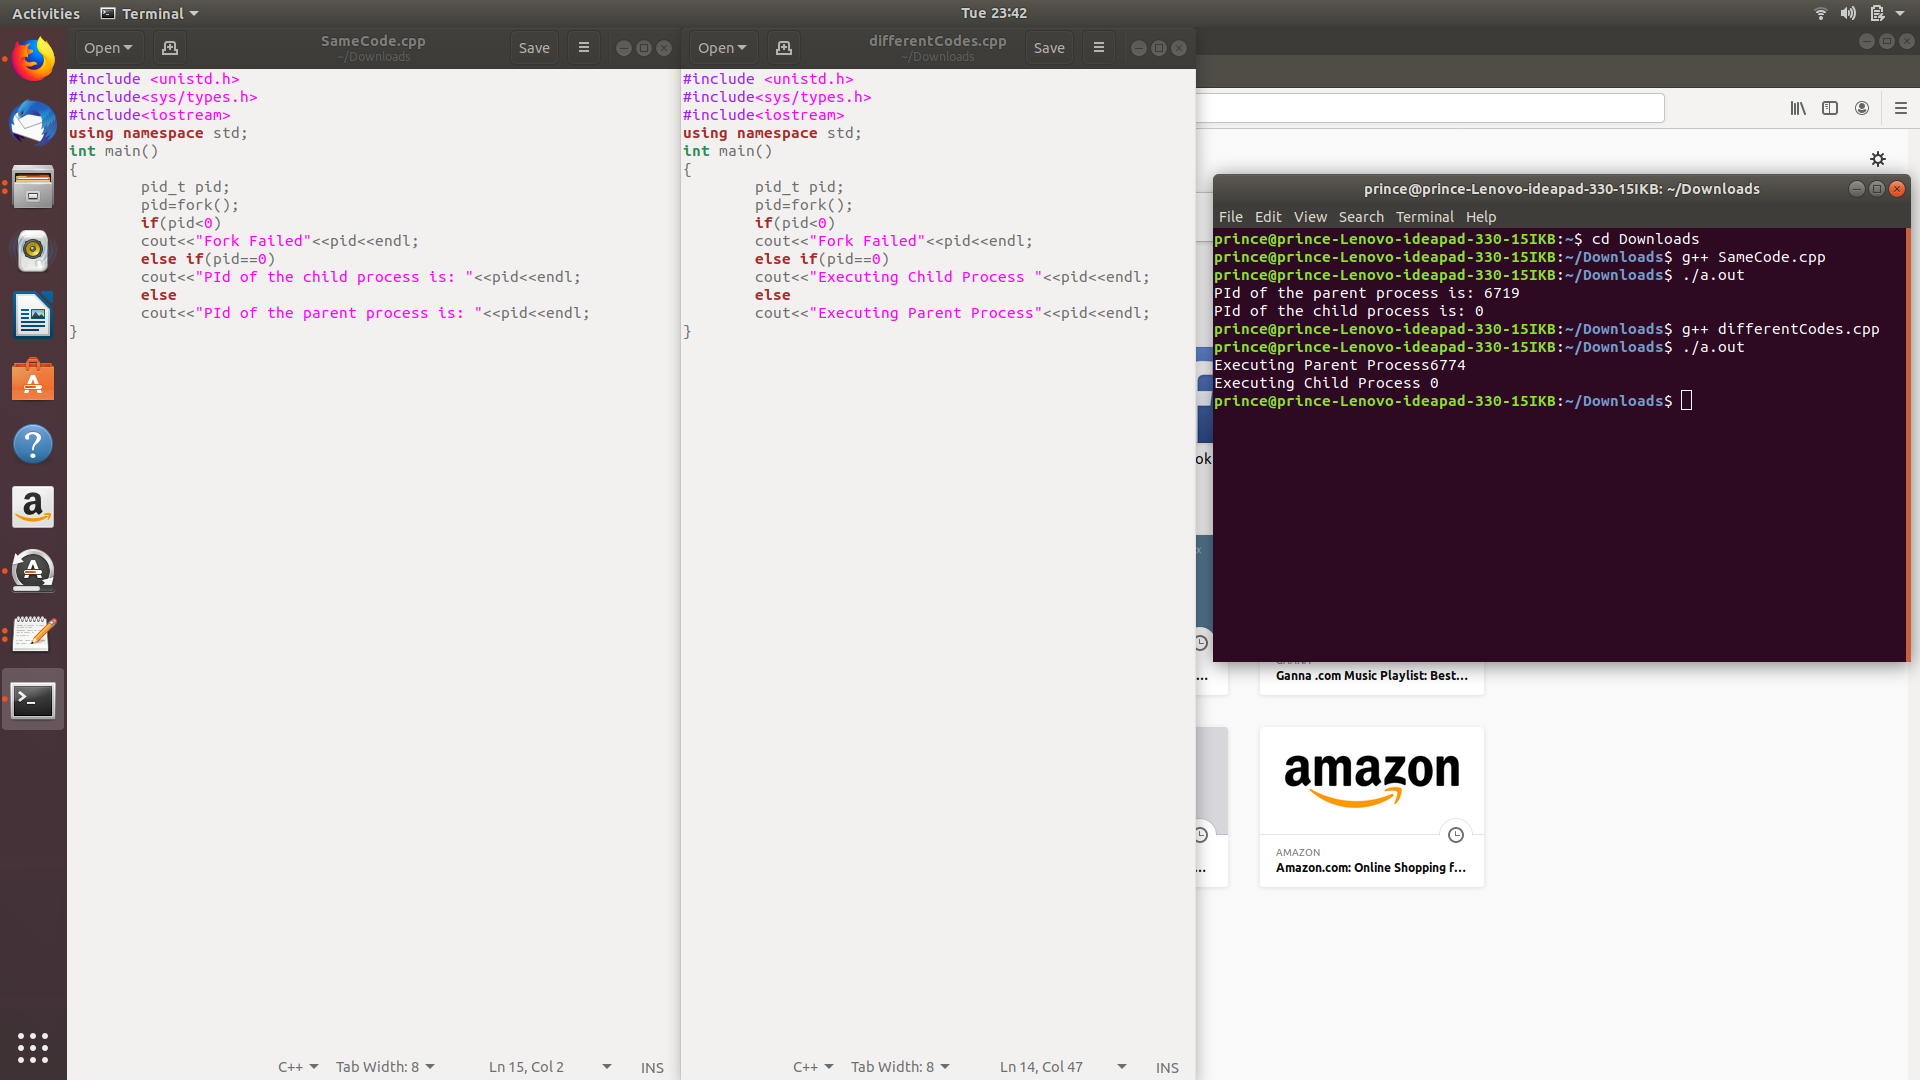 Activities
Terminal
Tue 23:42
Open
SameCode.cpp
~/Downloads
Save
#include <unistd.h>
#include<sys/types.h>
#include<iostream>
using namespace std;
int main()
{
pid_t pid;
pid=fork();
if(pid<0)
cout<<"Fork Failed"<<pid<<endl;
else if(pid==0)
cout<<"PId of the child process is: "<<pid<<endl;
else
cout<<"PId of the parent process is: "<<pid<<endl;
}
C++
Tab Width: 8
Ln 15, Col 2
INS
Open
differentCodes.cpp
~/Downloads
Save
#include <unistd.h>
#include<sys/types.h>
#include<iostream>
using namespace std;
int main()
{
pid_t pid;
pid=fork();
if(pid<0)
cout<<"Fork Failed"<<pid<<endl;
else if(pid==0)
cout<<"Executing Child Process "<<pid<<endl;
else
cout<<"Executing Parent Process"<<pid<<endl;
}
C++
Tab Width: 8
Ln 14, Col 47
INS
prince@prince-Lenovo-ideapad-330-15IKB: ~/Downloads
File Edit View Search Terminal Help
prince@prince-Lenovo-ideapad-330-15IKB:~$ cd Downloads
prince@prince-Lenovo-ideapad-330-15IKB:~/Downloads$ g++ SameCode.cpp
prince@prince-Lenovo-ideapad-330-15IKB:~/Downloads$ ./a.out
PId of the parent process is: 6719
PId of the child process is: 0
prince@prince-Lenovo-ideapad-330-15IKB:~/Downloads$ g++ differentCodes.cpp
prince@prince-Lenovo-ideapad-330-15IKB:~/Downloads$ ./a.out
Executing Parent Process6774
Executing Child Process 0
prince@prince-Lenovo-ideapad-330-15IKB:~/Downloads$
ok
...
Ganna .com Music Playlist: Best...
amazon
AMAZON
...
Amazon.com: Online Shopping f...